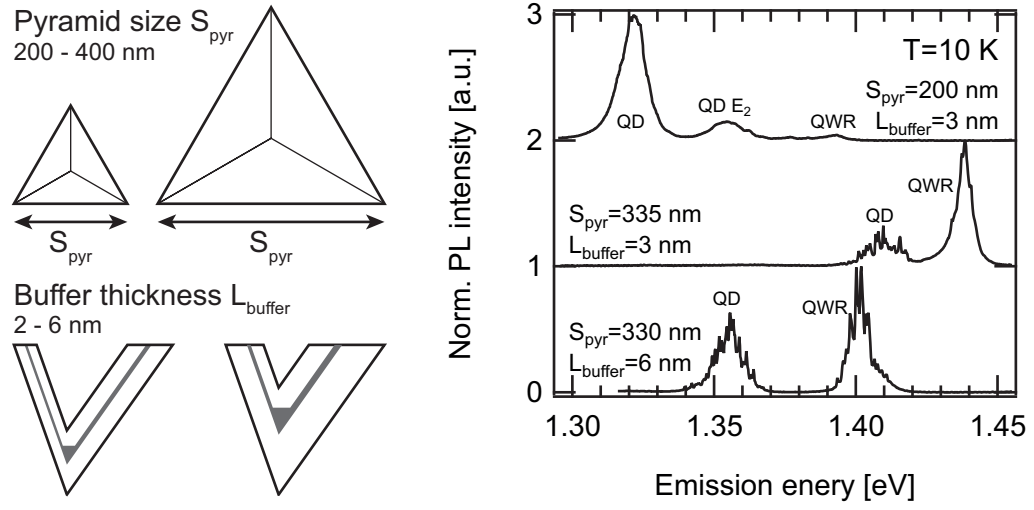 Pyramid size S_pyr
200 - 400 nm
S_pyr
S_pyr
Buffer thickness L_buffer
2 - 6 nm
Norm. PL intensity [a.u.]
3
2
1
0
T=10 K
S_pyr=200 nm
L_buffer=3 nm
QD
QD E_2
QWR
S_pyr=335 nm
L_buffer=3 nm
QD
QWR
S_pyr=330 nm
L_buffer=6 nm
QD
QWR
1.30 1.35 1.40 1.45
Emission enery [eV]